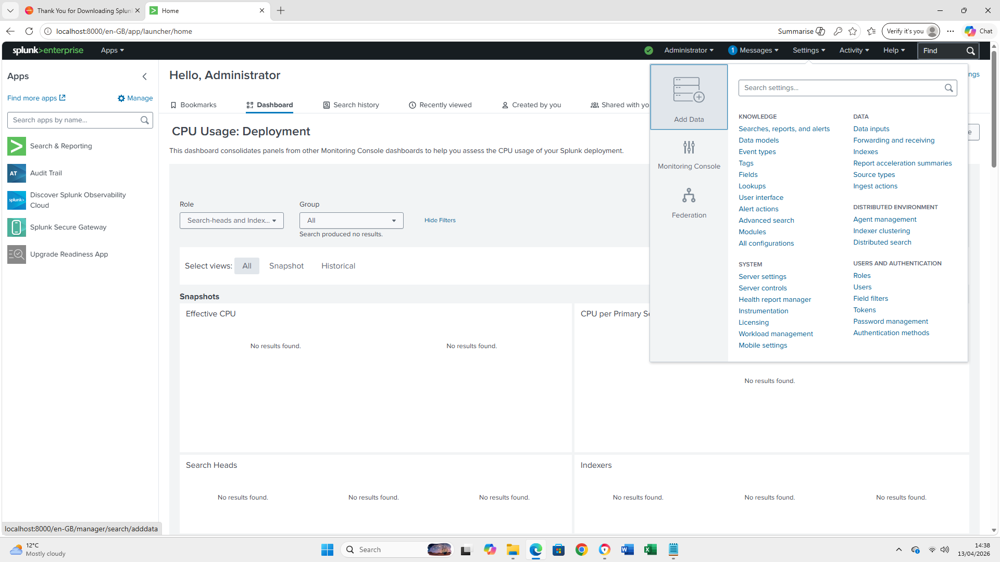 Thank You for Downloading Splun
Home
localhost:8000/en-GB/app/launcher/home
Summarise
Verify it's you
Chat
splunk>enterprise
Apps
Administrator
1
Messages
Settings
Activity
Help
Find
Apps
Find more apps
Manage
Search apps by name...
Search & Reporting
AT
Audit Trail
splunk>
Discover Splunk Observability
Cloud
Splunk Secure Gateway
Upgrade Readiness App
Hello, Administrator
ngs
Bookmarks
Dashboard
Search history
Recently viewed
Created by you
Shared with yo
CPU Usage: Deployment
e
This dashboard consolidates panels from other Monitoring Console dashboards to help you assess the CPU usage of your Splunk deployment.
Role
Group
Search-heads and Index...
All
Hide Filters
Search produced no results.
Select views:
All
Snapshot
Historical
Snapshots
Effective CPU
No results found.
No results found.
CPU per Primary Se
No results found.
Search Heads
No results found.
No results found.
No results found.
Indexers
No results found.
No results found.
No results found.
Add Data
Monitoring Console
Federation
Search settings...
KNOWLEDGE
Searches, reports, and alerts
Data models
Event types
Tags
Fields
Lookups
User interface
Alert actions
Advanced search
Modules
All configurations
SYSTEM
Server settings
Server controls
Health report manager
Instrumentation
Licensing
Workload management
Mobile settings
DATA
Data inputs
Forwarding and receiving
Indexes
Report acceleration summaries
Source types
Ingest actions
DISTRIBUTED ENVIRONMENT
Agent management
Indexer clustering
Distributed search
USERS AND AUTHENTICATION
Roles
Users
Field filters
Tokens
Password management
Authentication methods
localhost:8000/en-GB/manager/search/adddata
12°C
Mostly cloudy
Search
14:38
13/04/2026